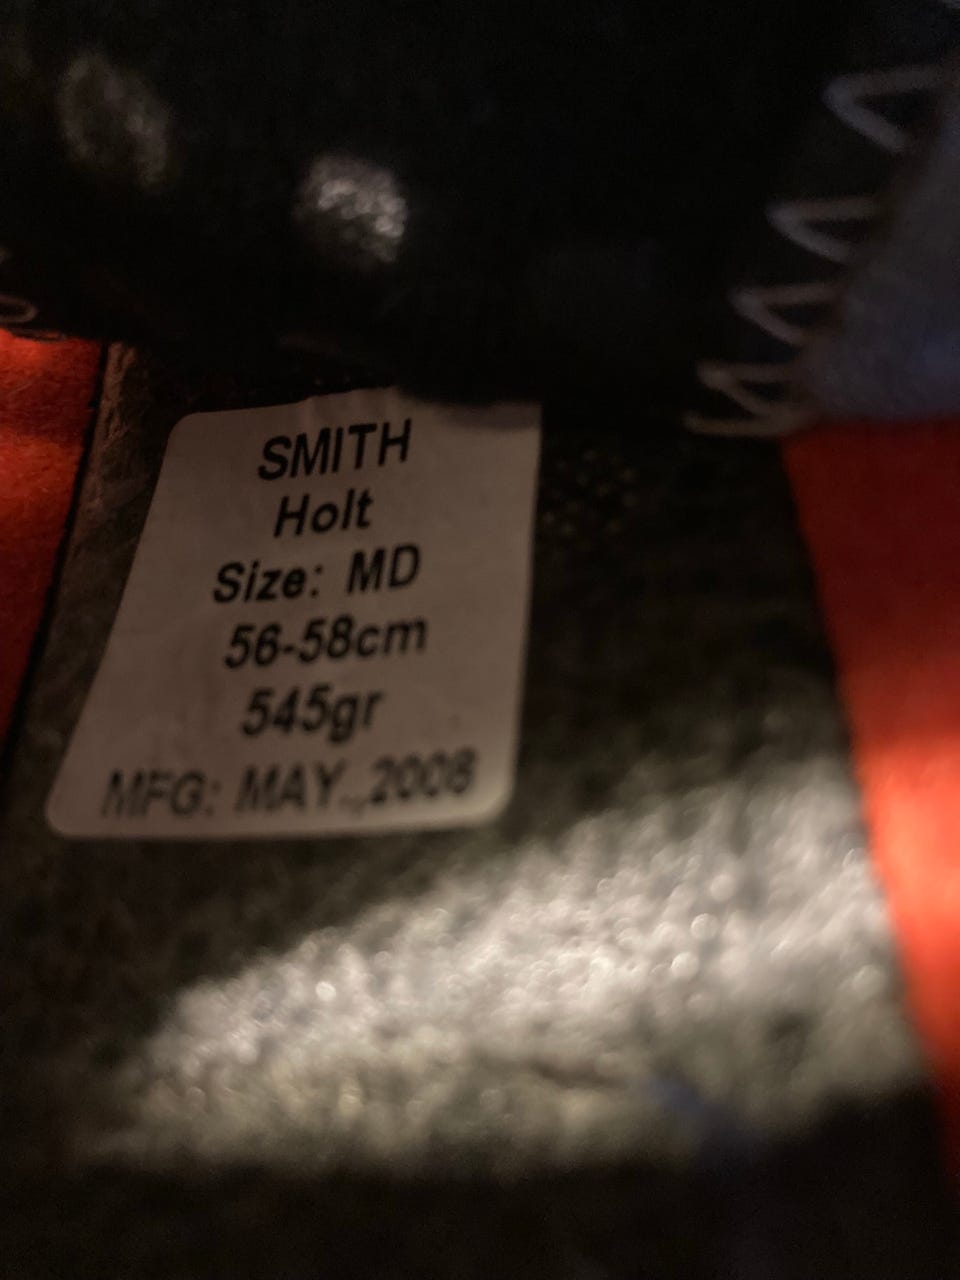 SMITH
Holt
Size: MD
56-58cm
545gr
MFG: MAY.,2008